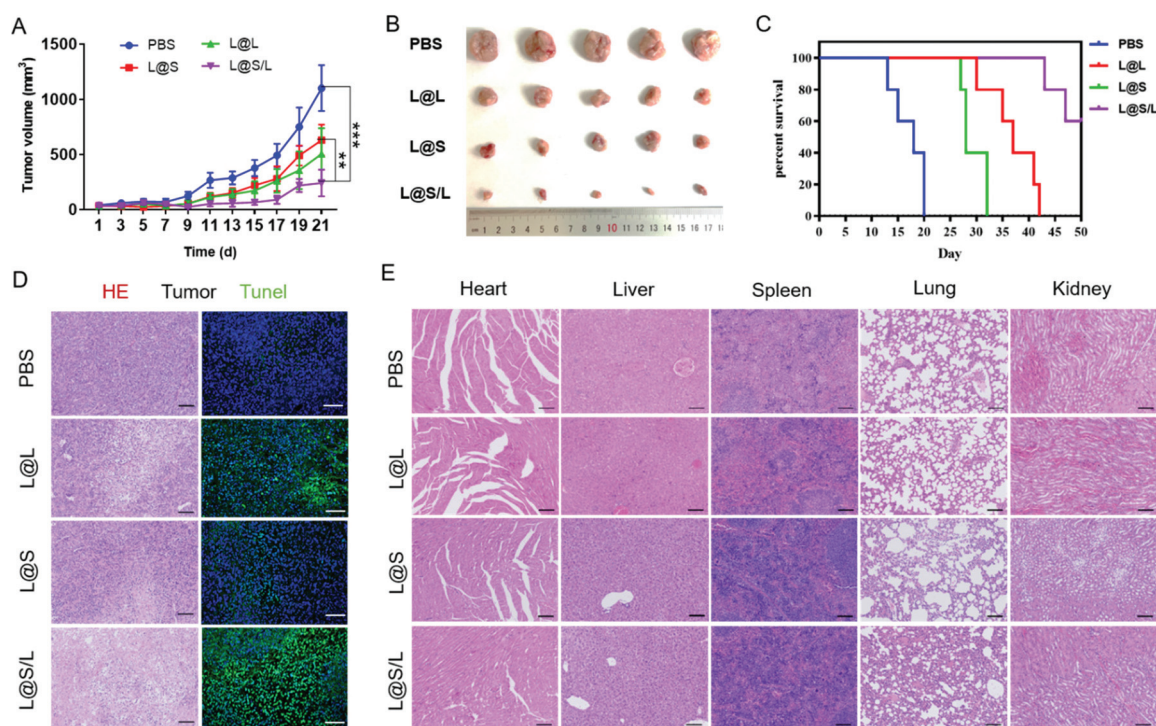 A
Tumor volume (mm³)
1500
1000
500
0
PBS
L@S
L@L
L@S/L
***
**
1 3 5 7 9 11 13 15 17 19 21
Time (d)
B
PBS
L@L
L@S
L@S/L
1 2 3 4 5 6 7 8 9 10 11 12 13 14 15 16 17 18
C
percent survival
100
80
60
40
20
0
0 5 10 15 20 25 30 35 40 45 50
Day
PBS
L@L
L@S
L@S/L
D
HE Tumor Tunel
PBS
L@L
L@S
L@S/L
E
Heart Liver Spleen Lung Kidney
PBS
L@L
L@S
L@S/L